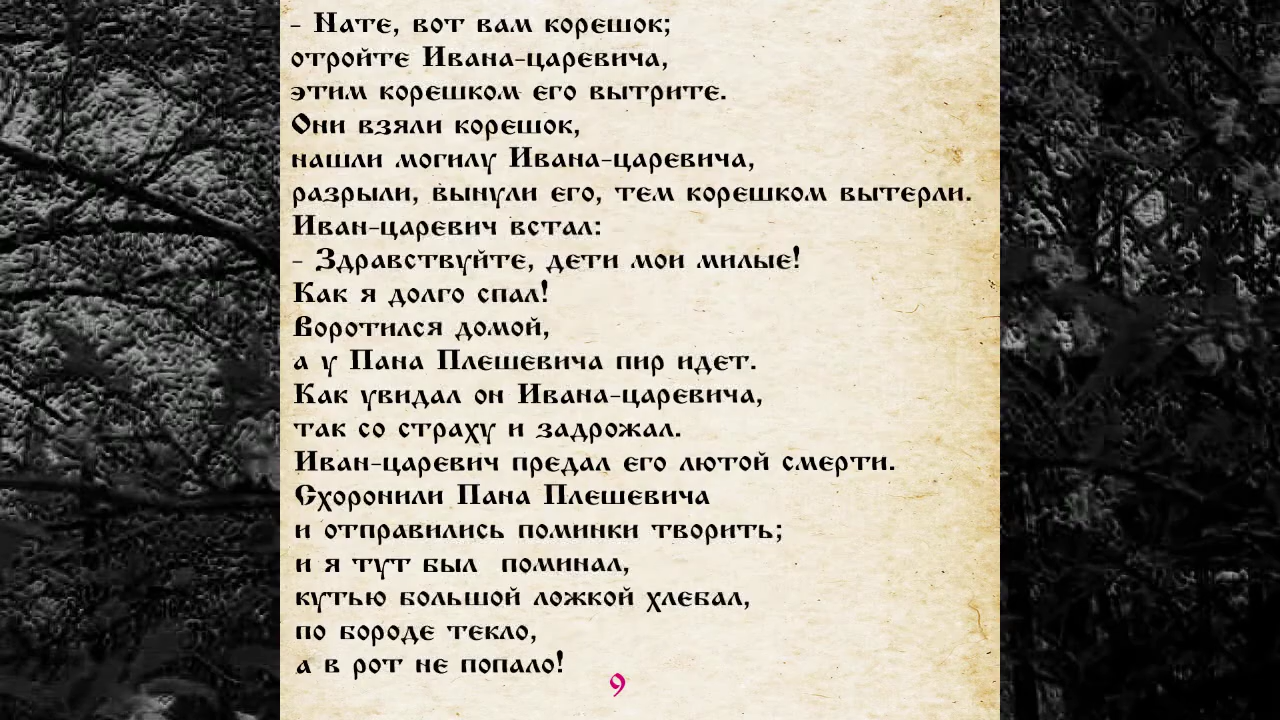 - Нате, вот вам корешок;
отройте Ивана-царевича,
этим корешком его вытрите.
Они взяли корешок,
нашли могилу Ивана-царевича,
разрыли, вынули его, тем корешком вытерли.
Иван-царевич встал:
- Здравствуйте, дети мои милые!
Как я долго спал!
Воротился домой,
а у Пана Плешевича пир идет.
Как увидал он Ивана-царевича,
так со страху и задрожал.
Иван-царевич предал его лютой смерти.
Схоронили Пана Плешевича
и отправились поминки творить;
и я тут был  поминал,
кутью большой ложкой хлебал,
по бороде текло,
а в рот не попало!
9